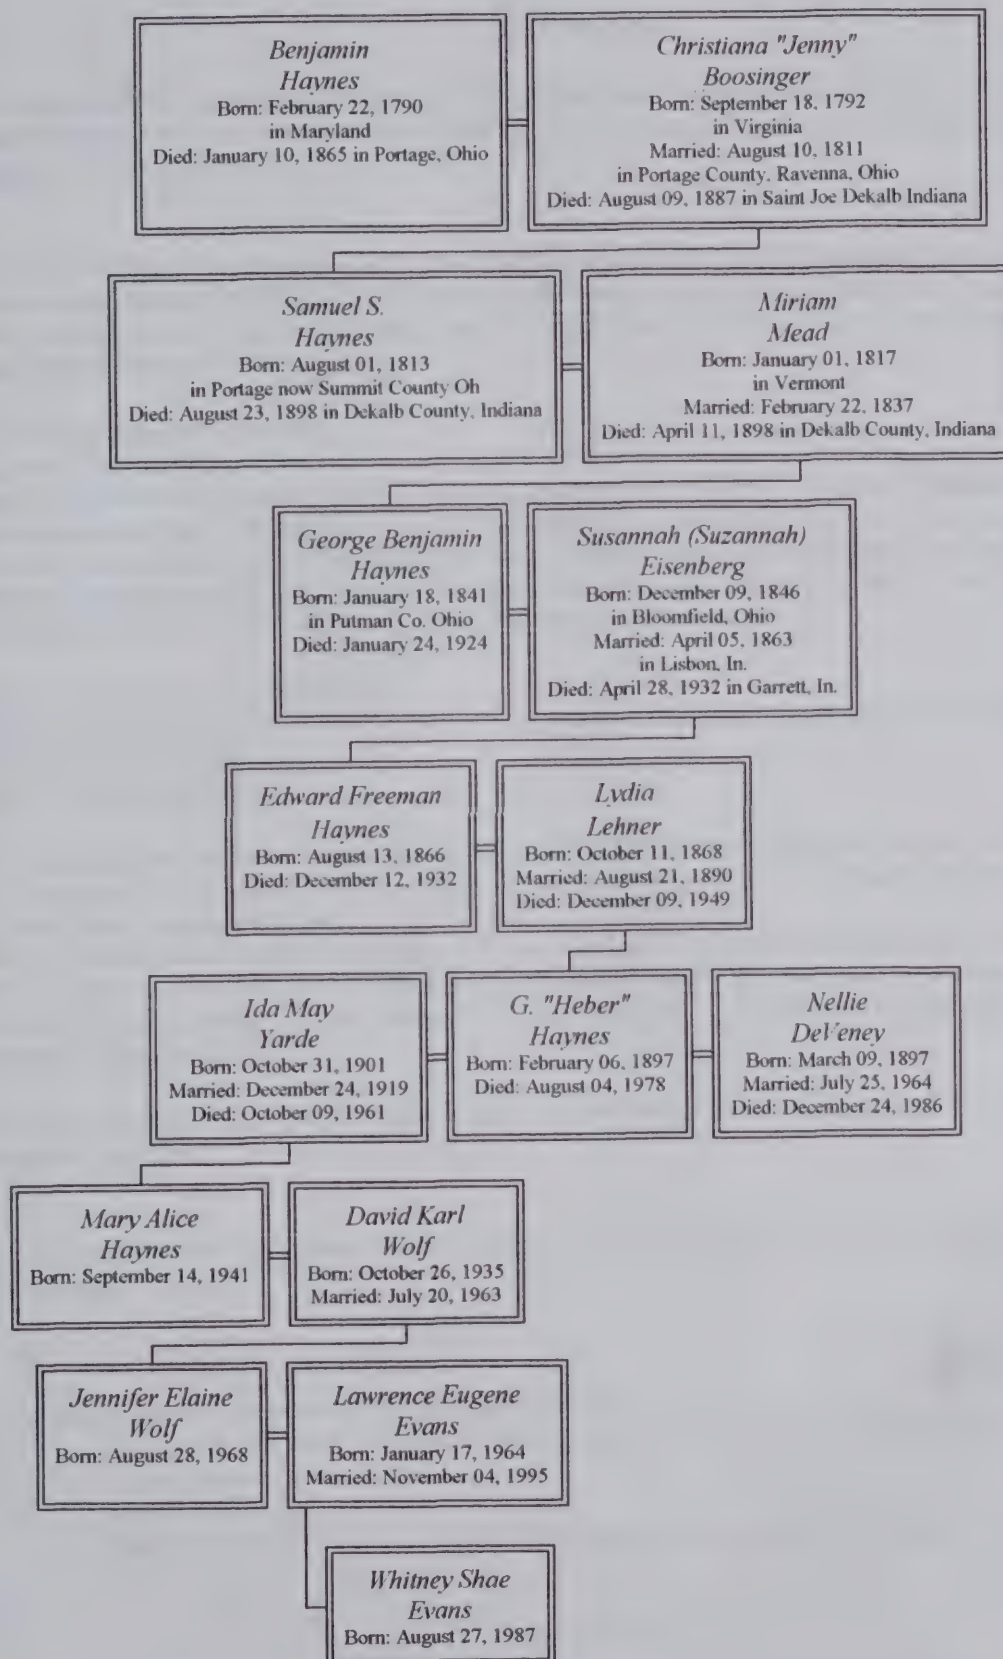 Benjamin
Haynes
Born: February 22, 1790
in Maryland
Died: January 10, 1865 in Portage, Ohio
Christiana "Jenny"
Boosinger
Born: September 18, 1792
in Virginia
Married: August 10, 1811
in Portage County, Ravenna, Ohio
Died: August 09, 1887 in Saint Joe Dekalb Indiana
Samuel S.
Haynes
Born: August 01, 1813
in Portage now Summit County Oh
Died: August 23, 1898 in Dekalb County, Indiana
Miriam
Mead
Born: January 01, 1817
in Vermont
Married: February 22, 1837
Died: April 11, 1898 in Dekalb County, Indiana
George Benjamin
Haynes
Born: January 18, 1841
in Putman Co. Ohio
Died: January 24, 1924
Susannah (Suzannah)
Eisenberg
Born: December 09, 1846
in Bloomfield, Ohio
Married: April 05, 1863
in Lisbon, In.
Died: April 28, 1932 in Garrett, In.
Edward Freeman
Haynes
Born: August 13, 1866
Died: December 12, 1932
Lydia
Lehner
Born: October 11, 1868
Married: August 21, 1890
Died: December 09, 1949
Ida May
Yarde
Born: October 31, 1901
Married: December 24, 1919
Died: October 09, 1961
G. "Heber"
Haynes
Born: February 06, 1897
Died: August 04, 1978
Nellie
DeVeney
Born: March 09, 1897
Married: July 25, 1964
Died: December 24, 1986
Mary Alice
Haynes
Born: September 14, 1941
David Karl
Wolf
Born: October 26, 1935
Married: July 20, 1963
Jennifer Elaine
Wolf
Born: August 28, 1968
Lawrence Eugene
Evans
Born: January 17, 1964
Married: November 04, 1995
Whitney Shae
Evans
Born: August 27, 1987